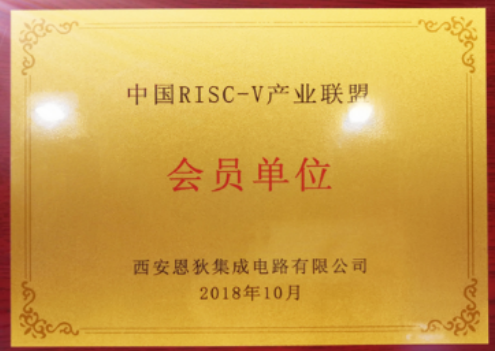 中国RISC-V产业联盟
会员单位
西安恩狄集成电路有限公司
2018年10月